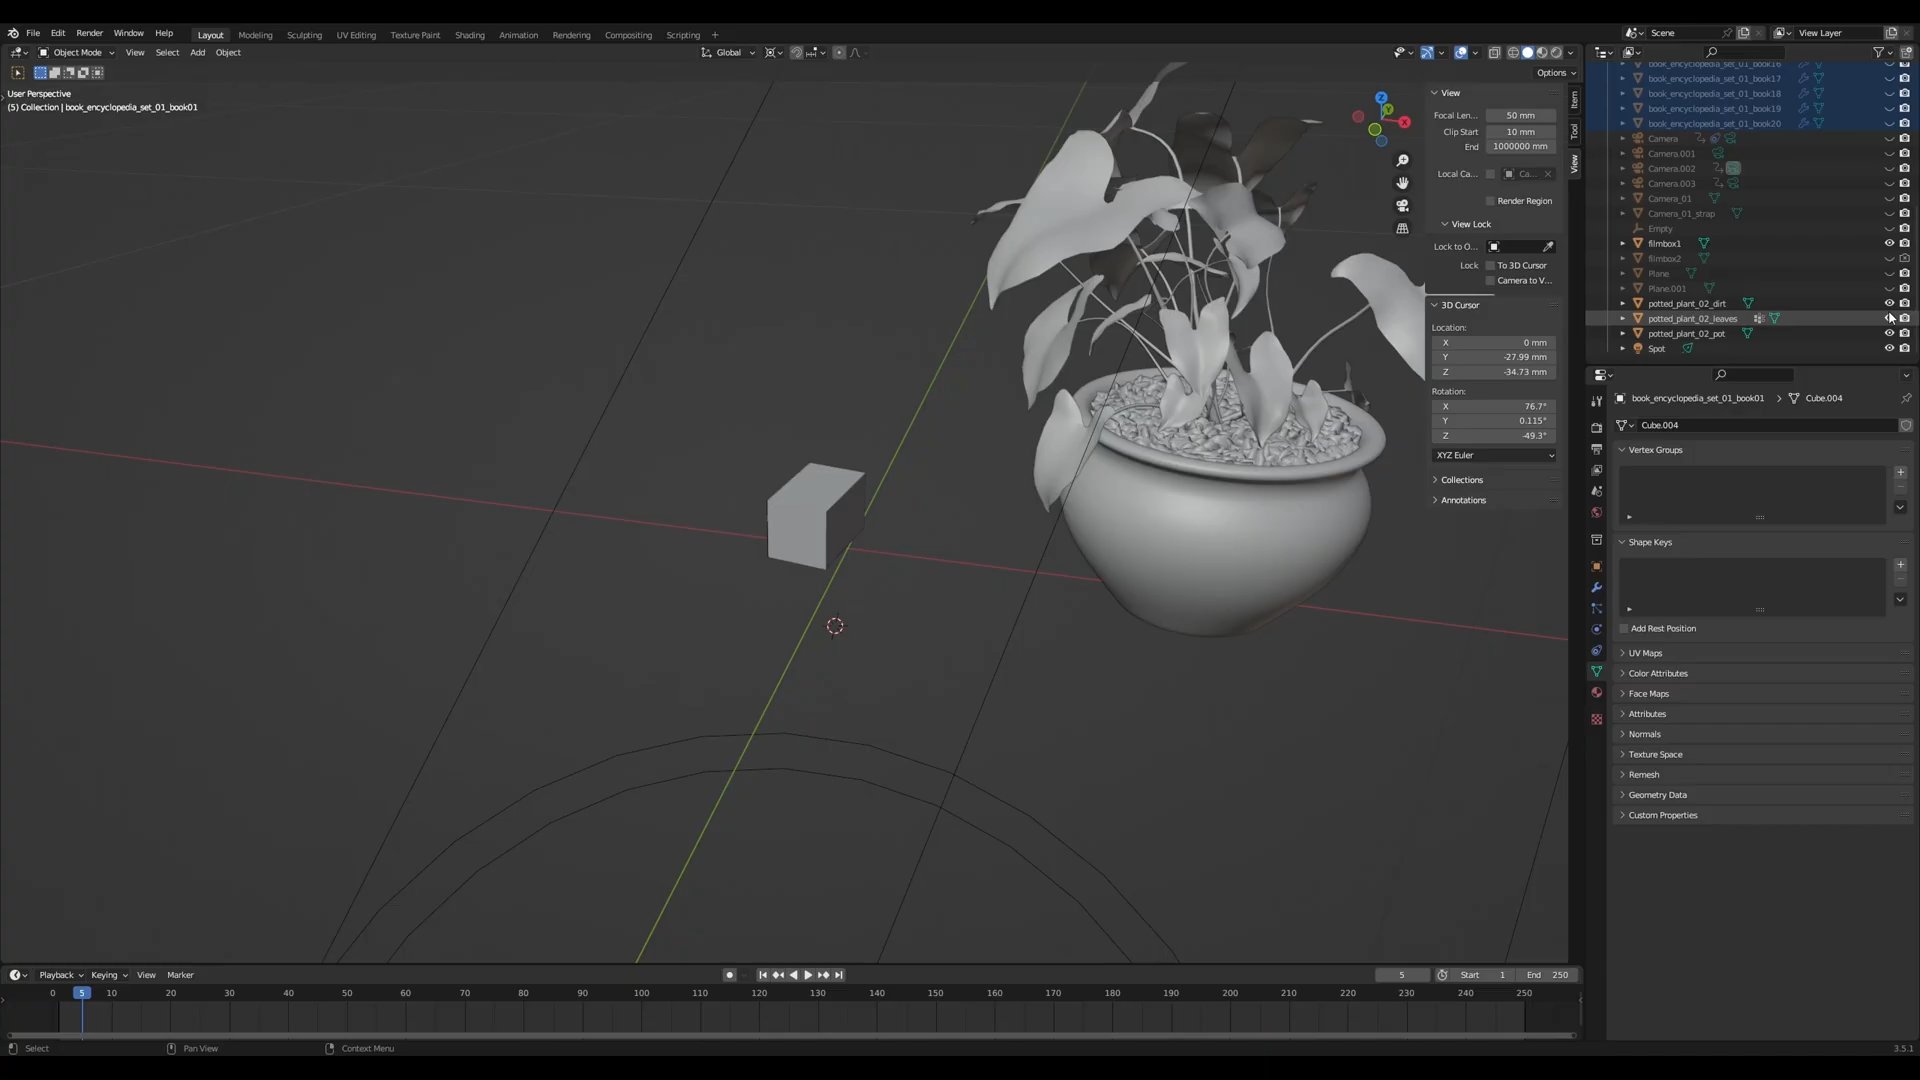 File Edit Render Window Help Layout Modeling Sculpting UV Editing Texture Paint Shading Animation Rendering Compositing Scripting + Scene View Layer
Object Mode View Select Add Object Global
Options
User Perspective
(5) Collection | book_encyclopedia_set_01_book01
Z
Y
X
View
Focal Len... 50 mm
Clip Start 10 mm
End 1000000 mm
Local Ca... Ca...
Render Region
View Lock
Lock to O...
Lock To 3D Cursor
Camera to V...
3D Cursor
Location:
X 0 mm
Y -27.99 mm
Z -34.73 mm
Rotation:
X 76.7°
Y 0.115°
Z -49.3°
XYZ Euler
Collections
Annotations
Item
Tool
View
book_encyclopedia_set_01_book16
book_encyclopedia_set_01_book17
book_encyclopedia_set_01_book18
book_encyclopedia_set_01_book19
book_encyclopedia_set_01_book20
Camera
Camera.001
Camera.002
Camera.003
Camera_01
Camera_01_strap
Empty
filmbox1
filmbox2
Plane
Plane.001
potted_plant_02_dirt
potted_plant_02_leaves
potted_plant_02_pot
Spot
book_encyclopedia_set_01_book01 > Cube.004
Cube.004
Vertex Groups
Shape Keys
Add Rest Position
UV Maps
Color Attributes
Face Maps
Attributes
Normals
Texture Space
Remesh
Geometry Data
Custom Properties
Playback Keying View Marker 5 Start 1 End 250
0 5 10 20 30 40 50 60 70 80 90 100 110 120 130 140 150 160 170 180 190 200 210 220 230 240 250
Select Pan View Context Menu 3.5.1